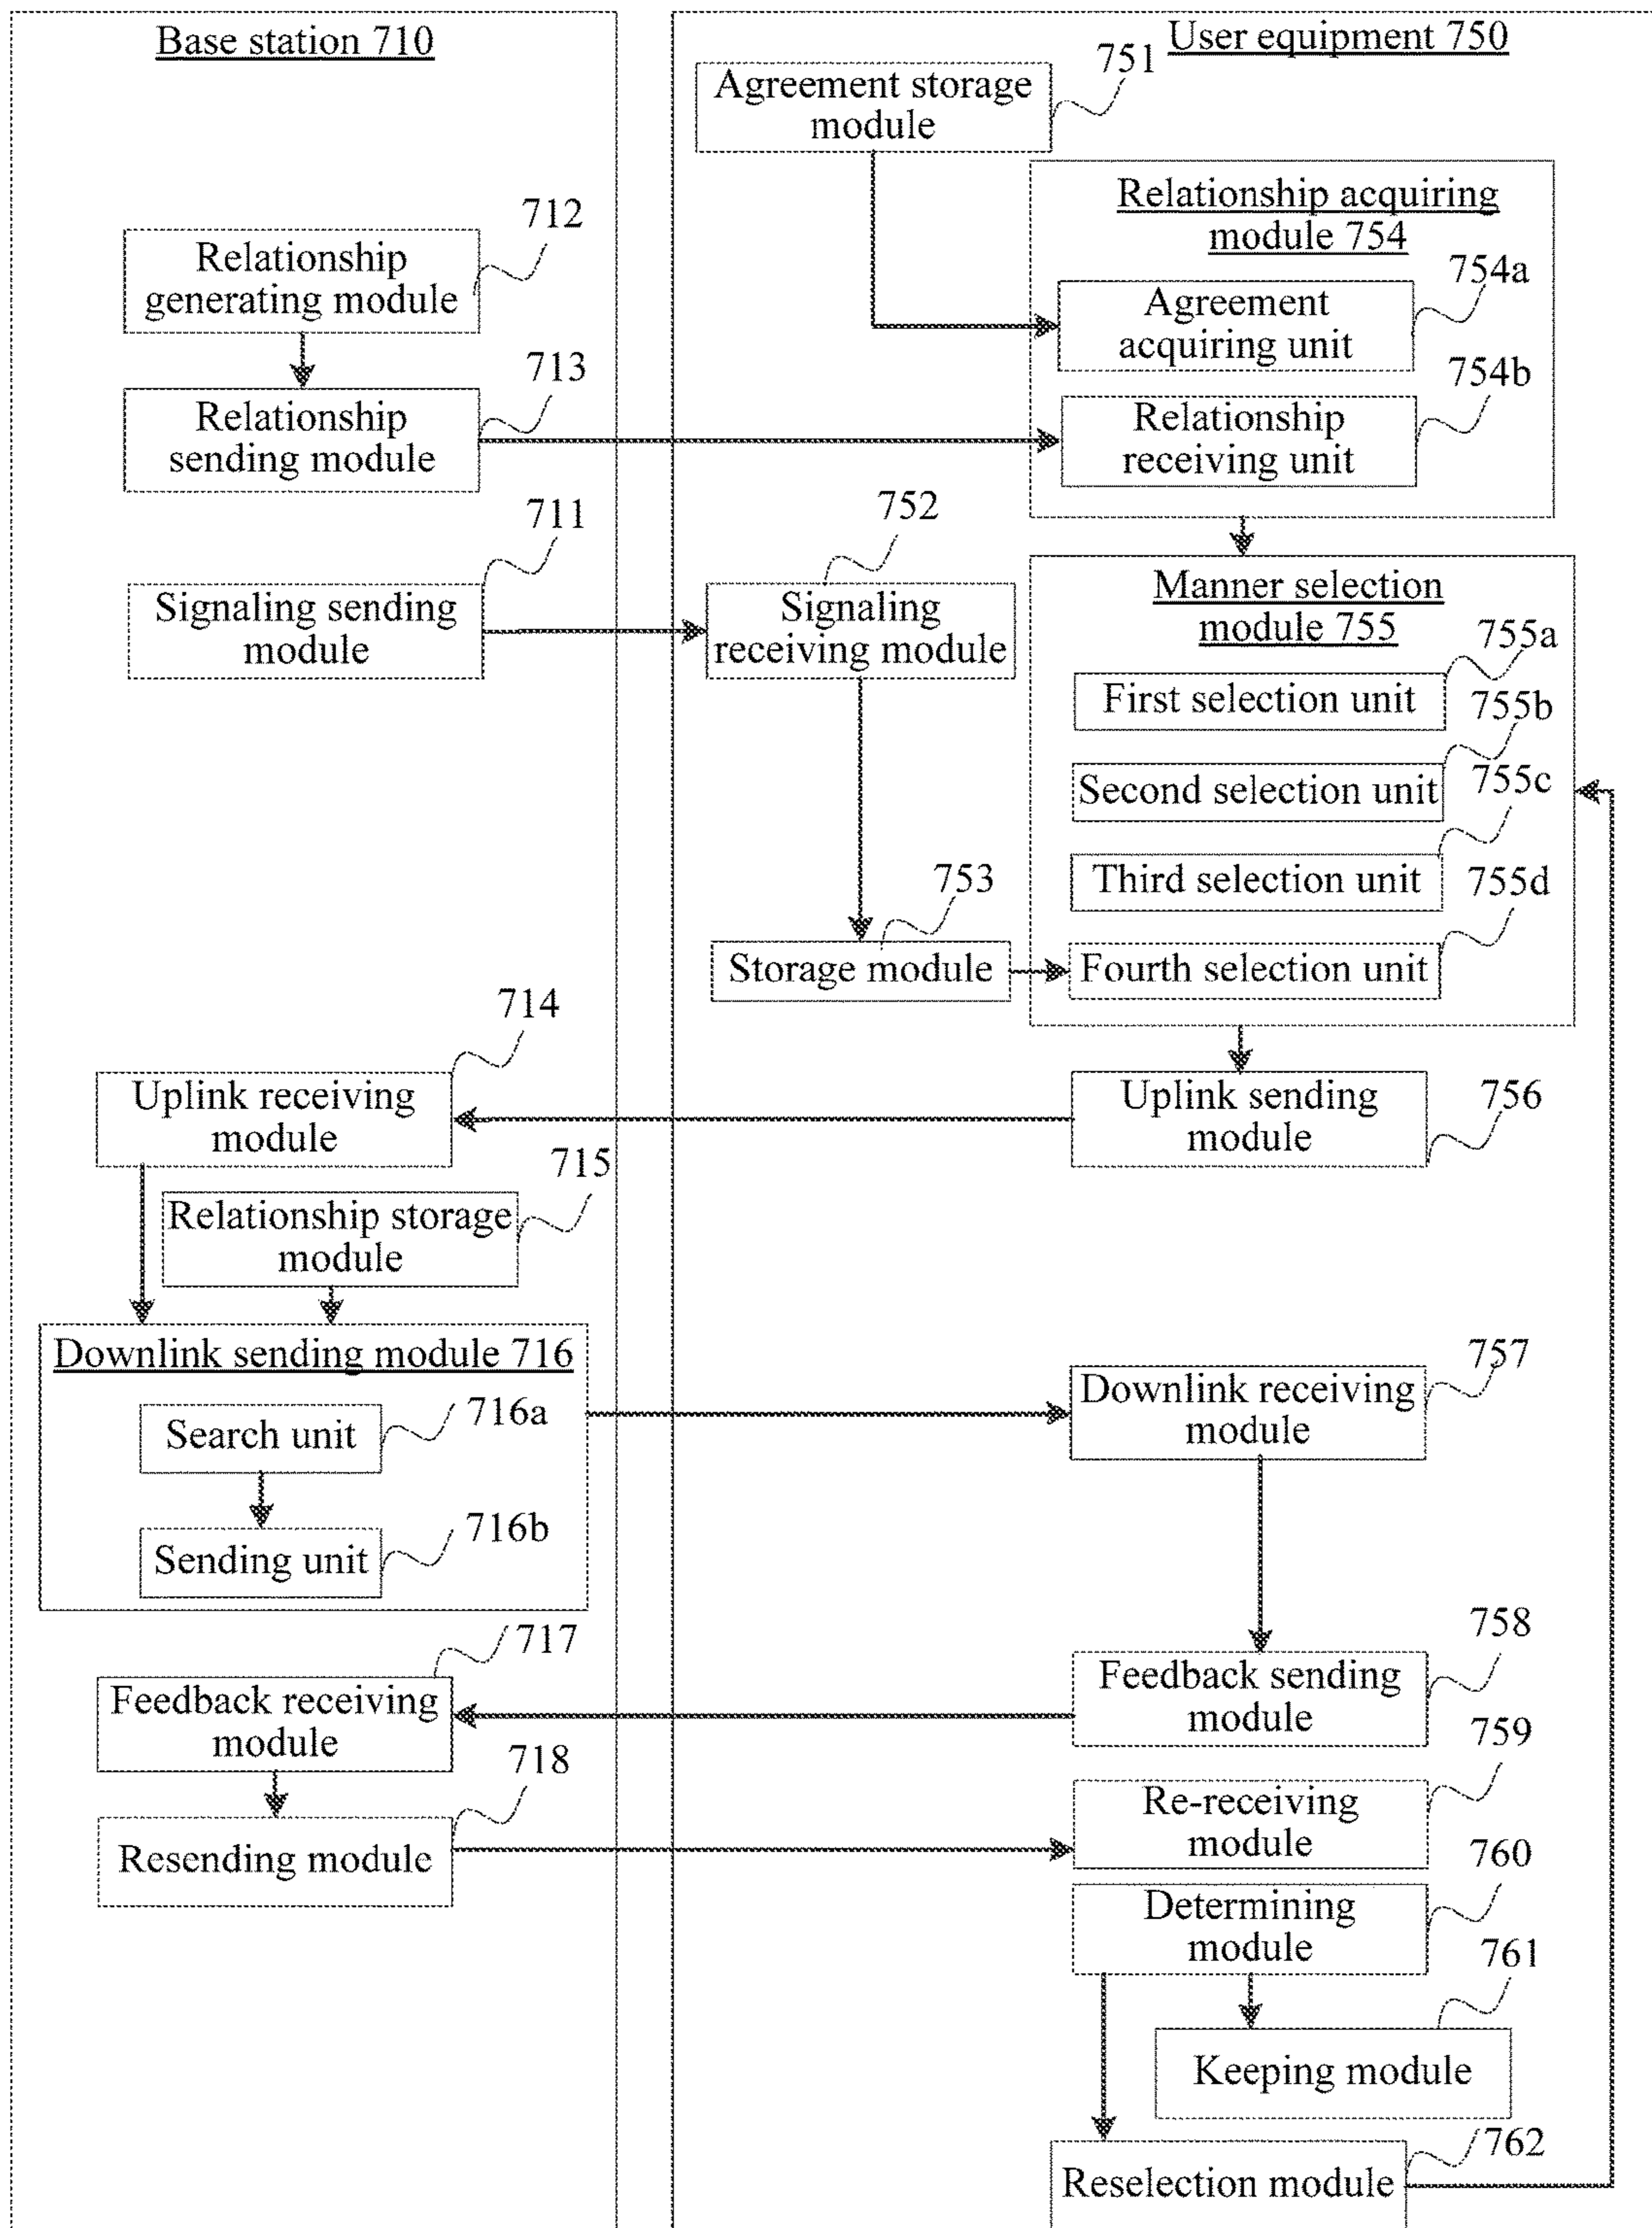 Base station 710
User equipment 750
Agreement storage
module
751
Relationship acquiring
module 754
712
Relationship
generating module
754a
Agreement
acquiring unit
713
Relationship
sending module
754b
Relationship
receiving unit
711
Signaling sending
module
752
Signaling
receiving module
Manner selection
module 755
755a
First selection unit
755b
Second selection unit
755c
Third selection unit
755d
753
Storage module
Fourth selection unit
714
Uplink receiving
module
Uplink sending
module
756
715
Relationship storage
module
Downlink sending module 716
757
Downlink receiving
module
716a
Search unit
716b
Sending unit
717
Feedback receiving
module
758
Feedback sending
module
718
Resending module
759
Re-receiving
module
760
Determining
module
761
Keeping module
762
Reselection module